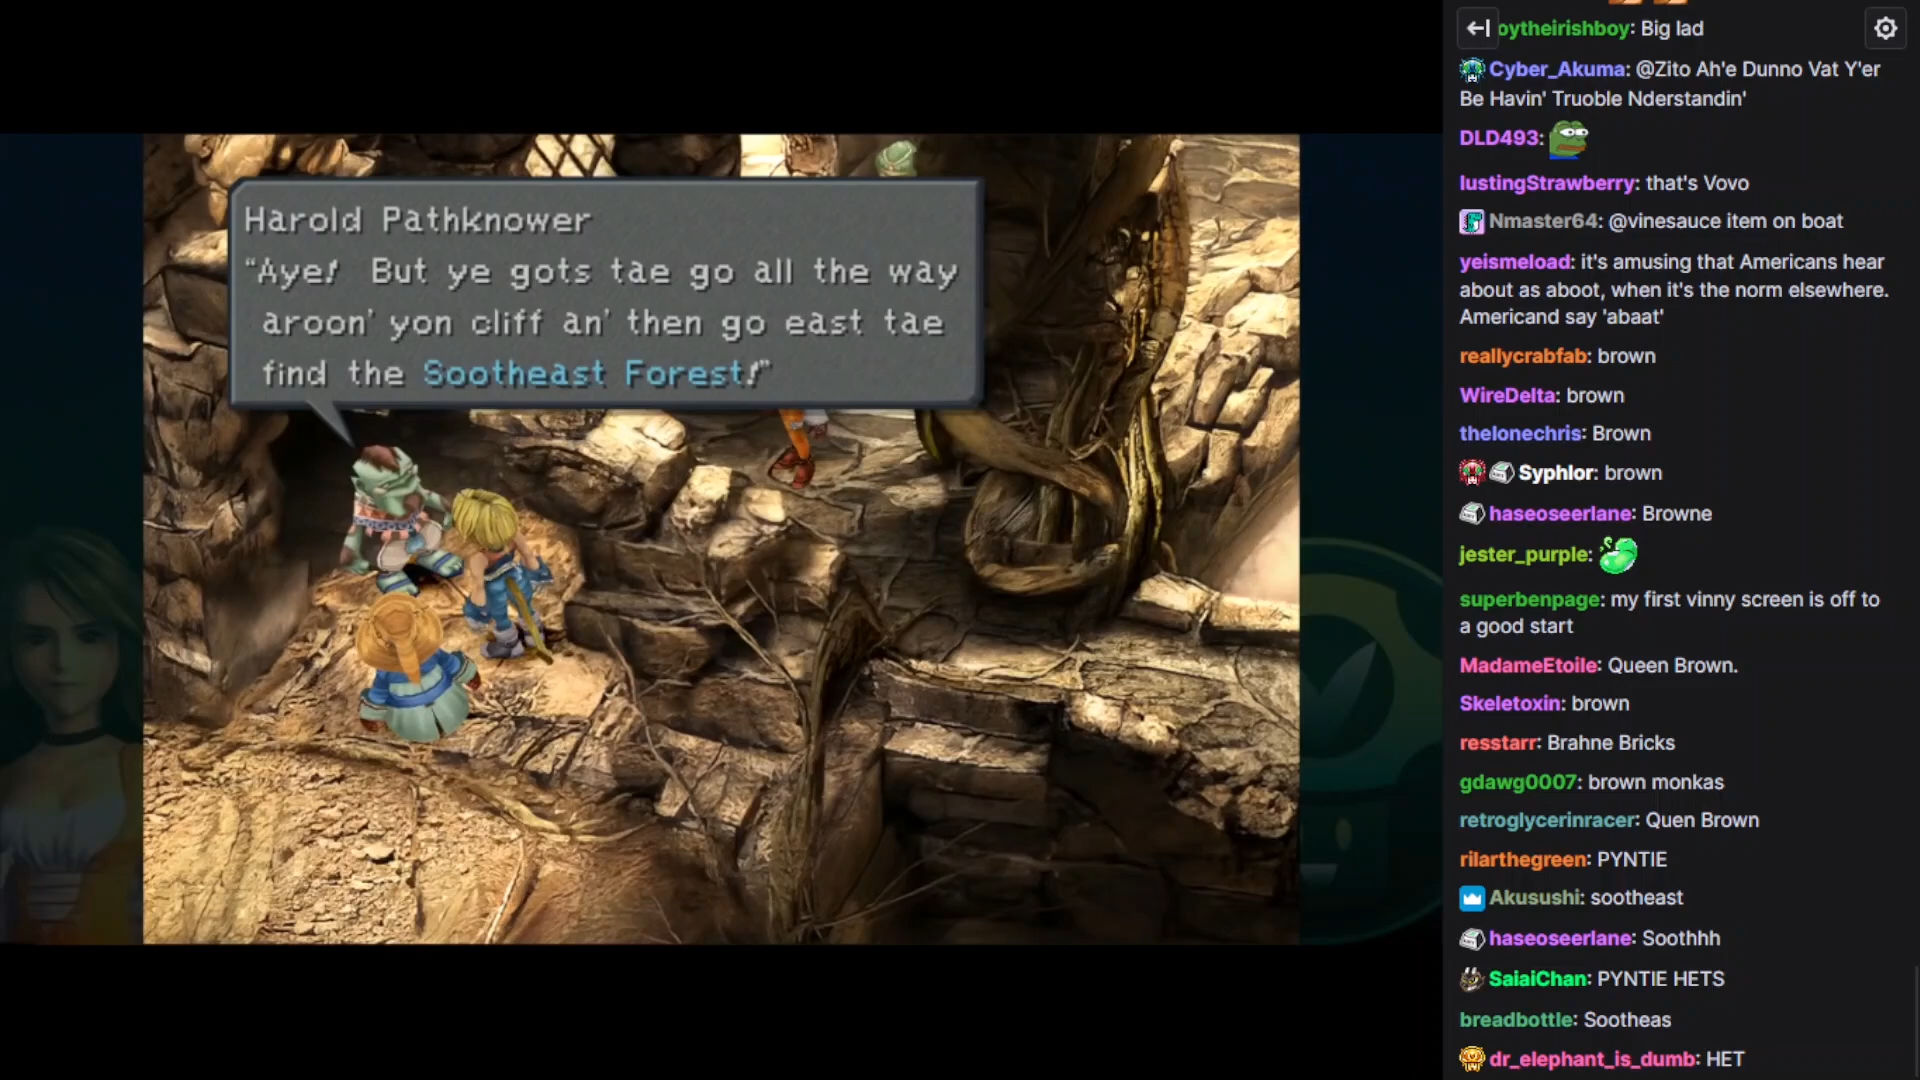 Harold Pathknower
“Aye! But ye gots tae go all the way
aroon' yon cliff an' then go east tae
find the Sootheast Forest!”
oytheirishboy: Big lad
Cyber_Akuma: @Zito Ah'e Dunno Vat Y'er
Be Havin' Truoble Nderstandin'
DLD493:
lustingStrawberry: that's Vovo
Nmaster64: @vinesauce item on boat
yeismeload: it's amusing that Americans hear
about as aboot, when it's the norm elsewhere.
Americand say 'abaat'
reallycrabfab: brown
WireDelta: brown
thelonechris: Brown
Syphlor: brown
haseoseerlane: Browne
jester_purple:
superbenpage: my first vinny screen is off to
a good start
MadameEtoile: Queen Brown.
Skeletoxin: brown
resstarr: Brahne Bricks
gdawg0007: brown monkas
retroglycerinracer: Quen Brown
rilarthegreen: PYNTIE
Akusushi: sootheast
haseoseerlane: Soothhh
SaiaiChan: PYNTIE HETS
breadbottle: Sootheas
dr_elephant_is_dumb: HET